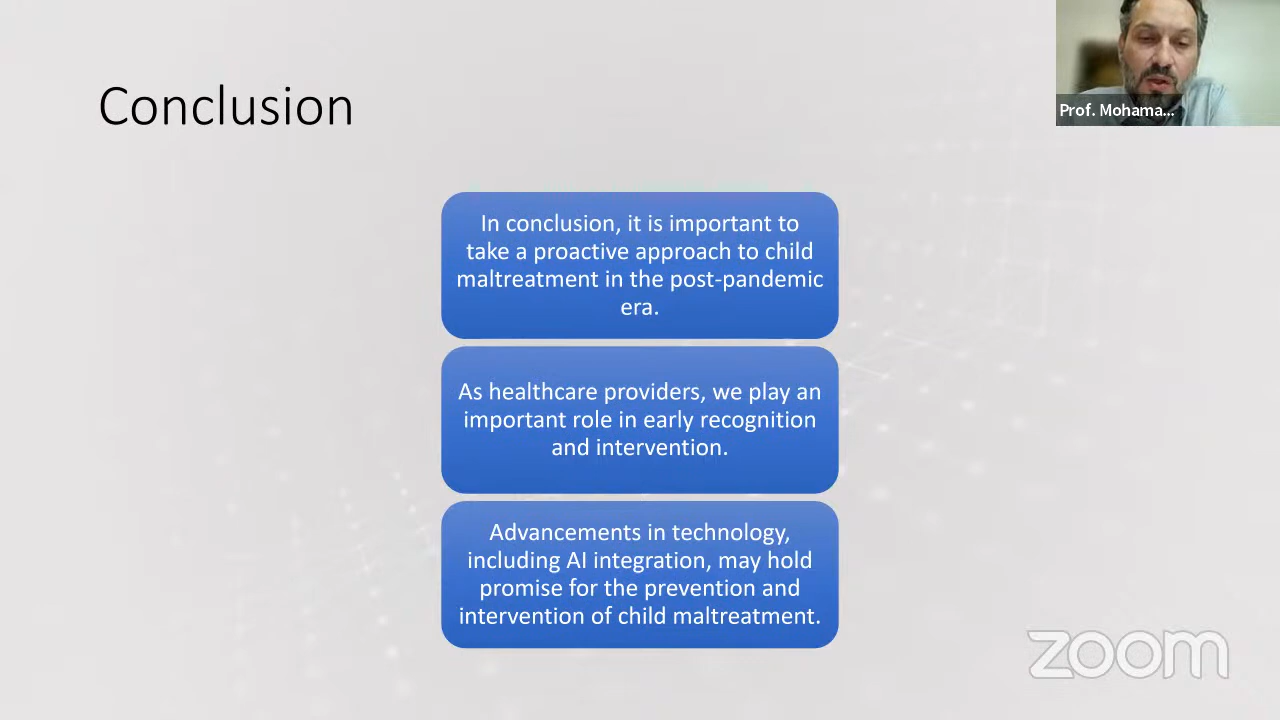 Conclusion
Prof. Mohama...
In conclusion, it is important to
take a proactive approach to child
maltreatment in the post-pandemic
era.
As healthcare providers, we play an
important role in early recognition
and intervention.
Advancements in technology,
including AI integration, may hold
promise for the prevention and
intervention of child maltreatment.
zoom